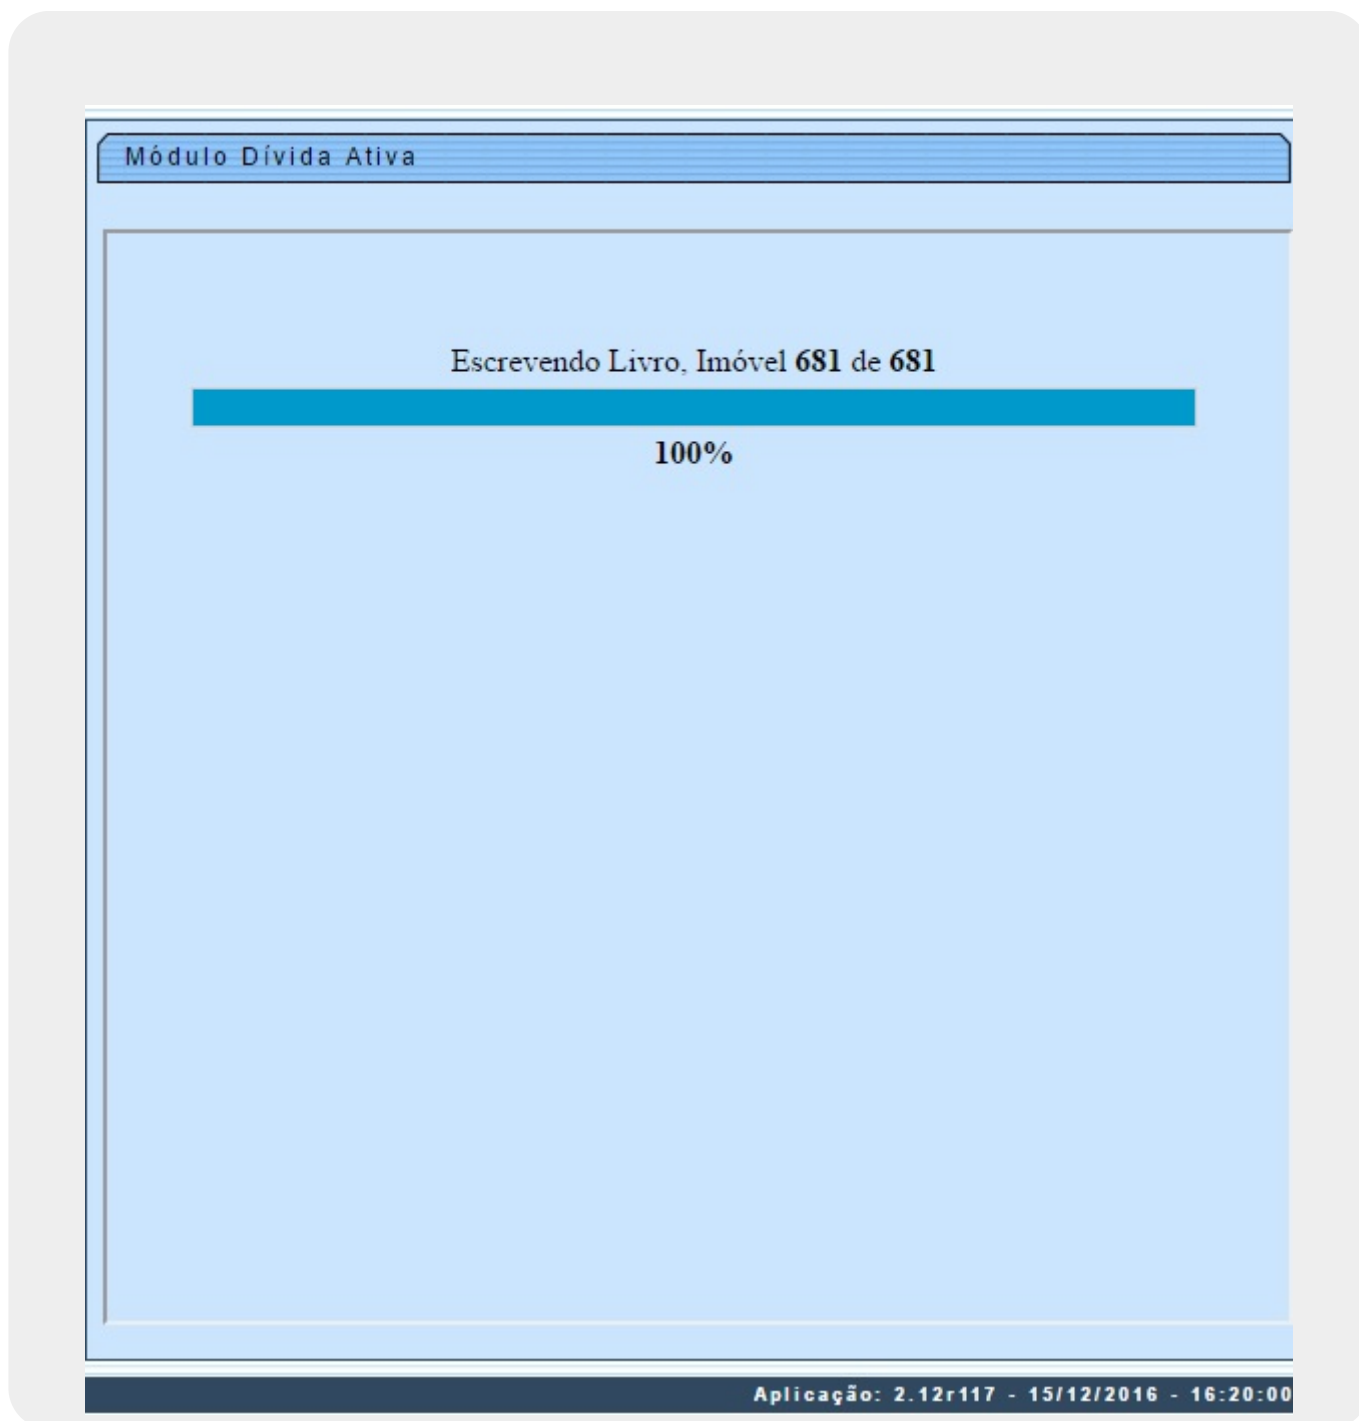 Módulo Dívida Ativa
Escrevendo Livro, Imóvel 681 de 681
100%
Aplicação: 2.12r117 - 15/12/2016 - 16:20:00